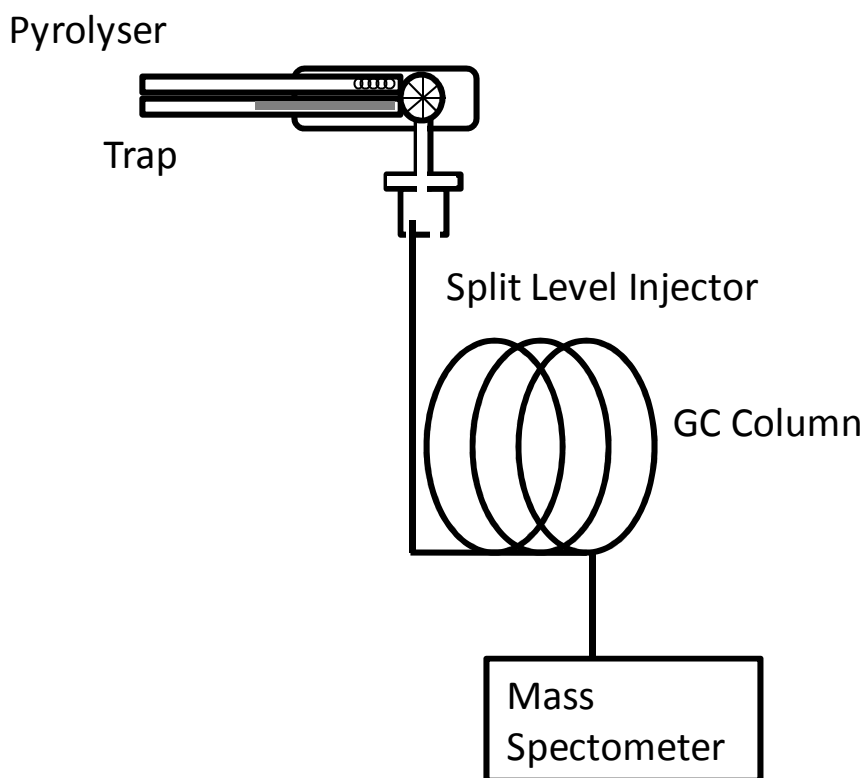 Pyrolyser
Trap
Split Level Injector
GC Column
Mass
Spectometer